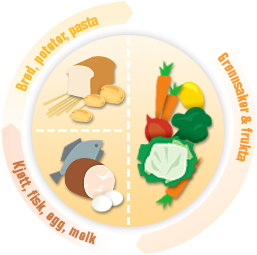 Brød, poteter, pasta
Grønnsaker & frukt
Kjøtt, fisk, egg, melk